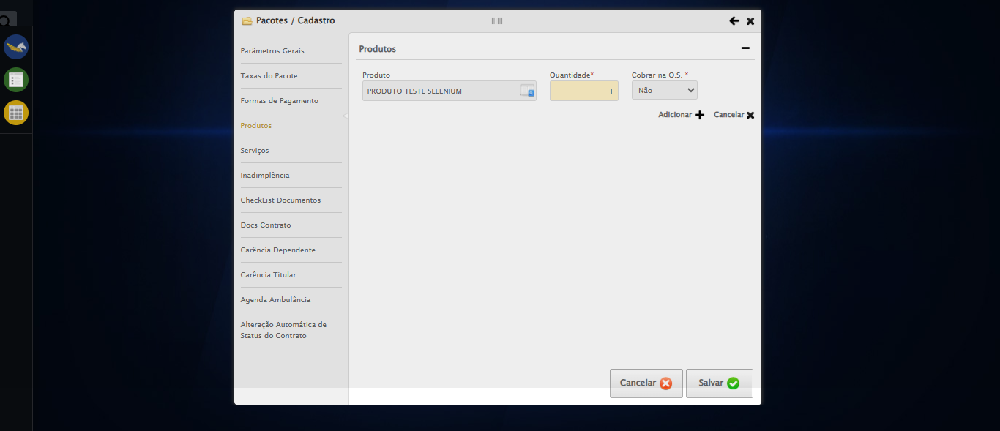 Pacotes / Cadastro
Parâmetros Gerais
Taxas do Pacote
Formas de Pagamento
Produtos
Serviços
Inadimplência
CheckList Documentos
Docs Contrato
Carência Dependente
Carência Titular
Agenda Ambulância
Alteração Automática de
Status do Contrato
Produtos
Produto Quantidade* Cobrar na O.S. *
PRODUTO TESTE SELENIUM 1 Não
Adicionar Cancelar
Cancelar Salvar